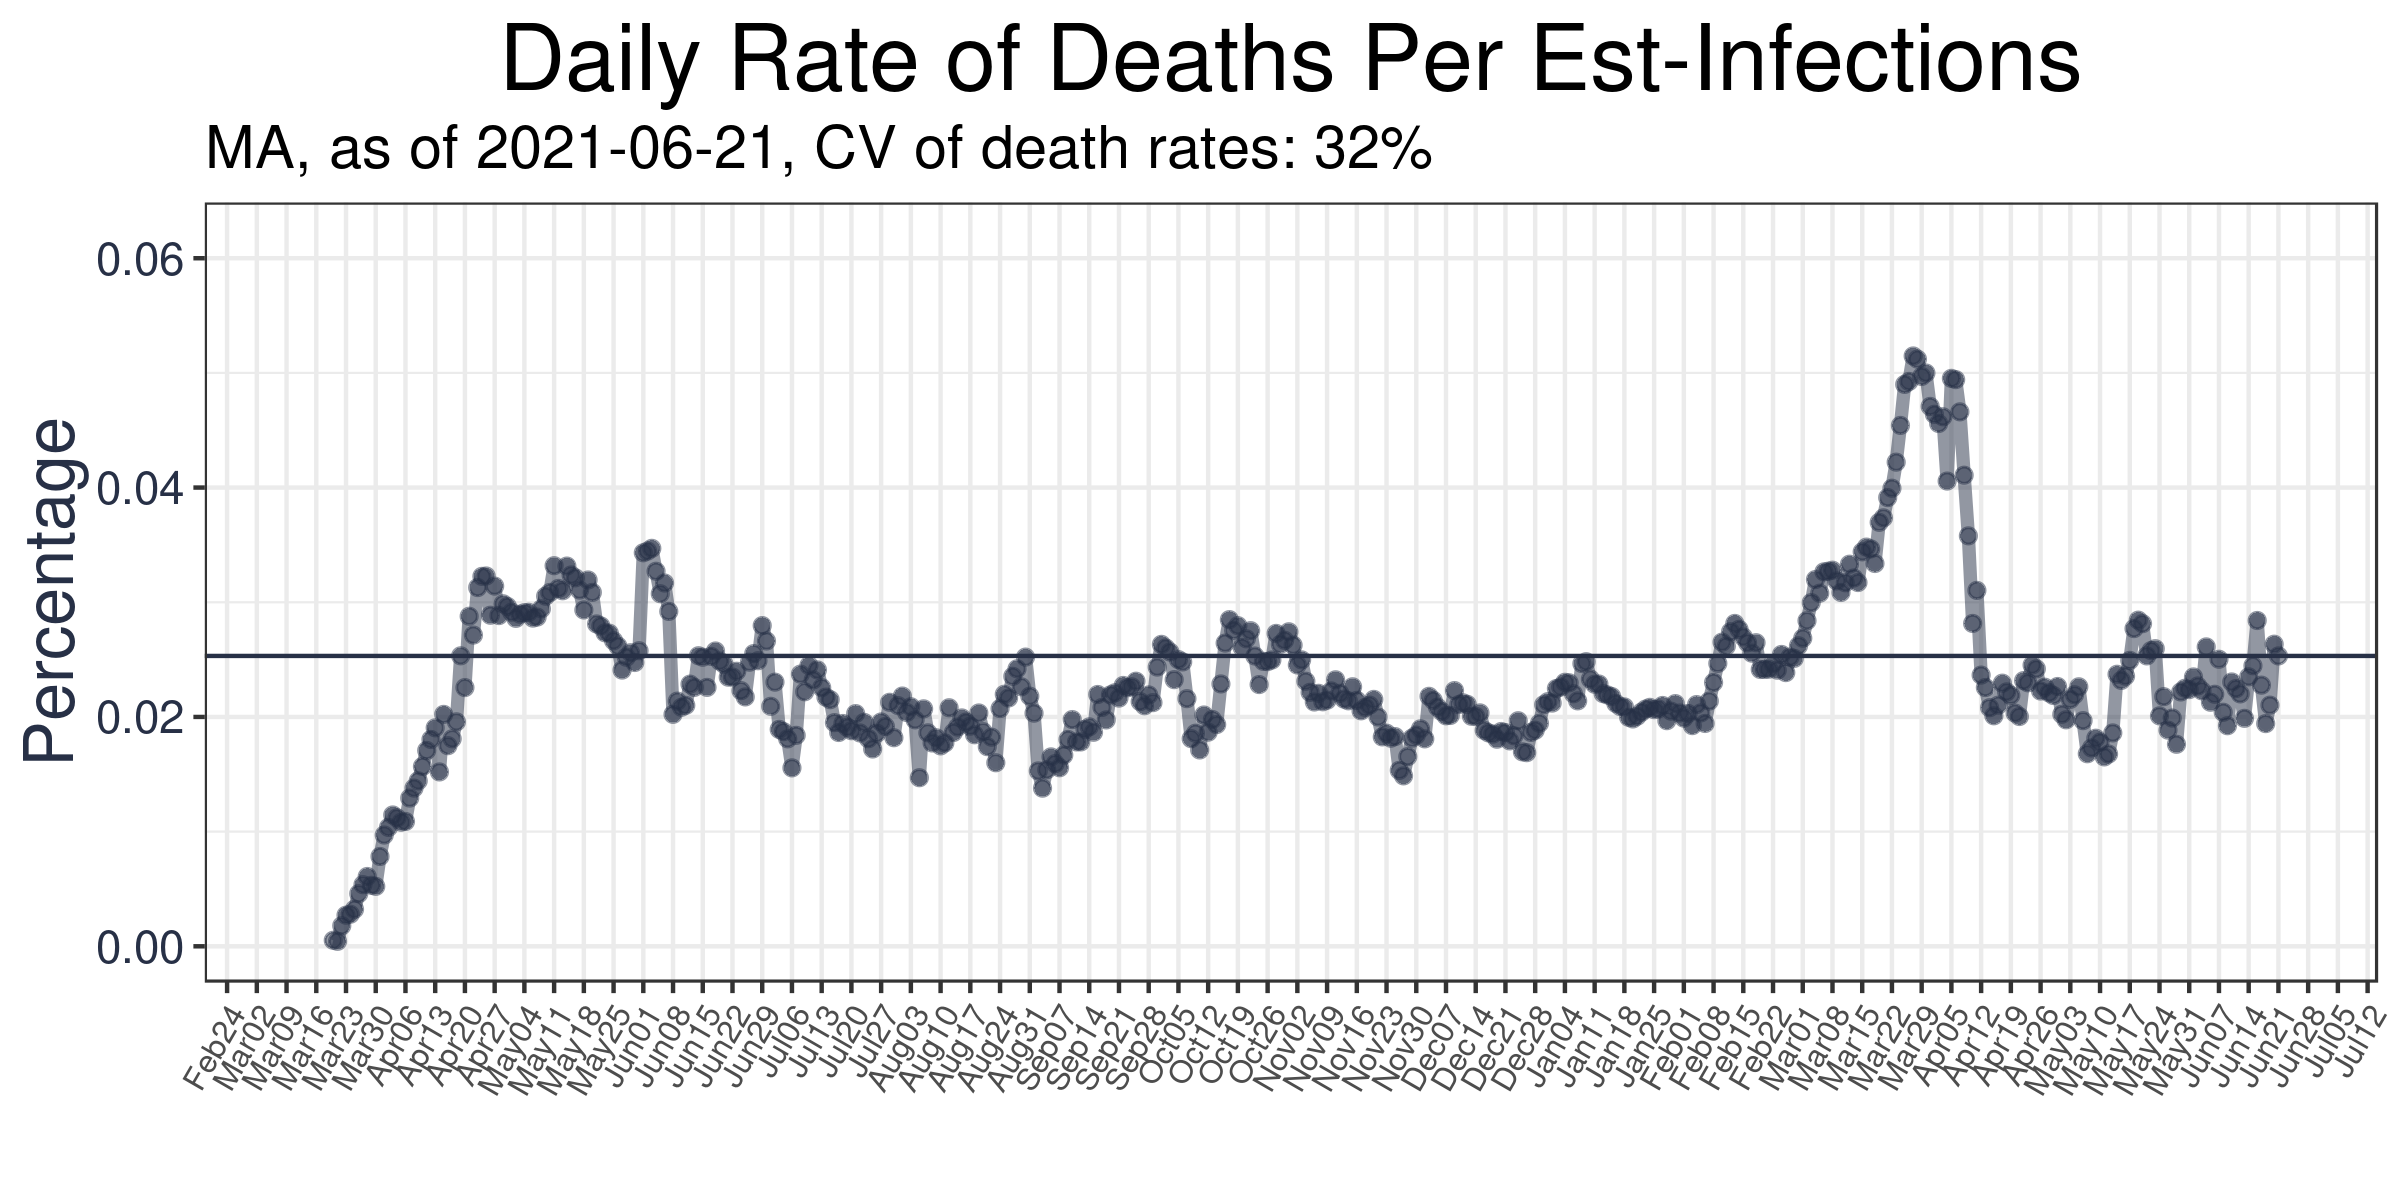 Daily Rate of Deaths Per Est-Infections
MA, as of 2021-06-21, CV of death rates: 32%
Percentage
0.06
0.04
0.02
0.00
Feb24
Mar02
Mar09
Mar16
Mar23
Mar30
Apr06
Apr13
Apr20
Apr27
May04
May11
May18
May25
Jun01
Jun08
Jun15
Jun22
Jun29
Jul06
Jul13
Jul20
Jul27
Aug03
Aug10
Aug17
Aug24
Aug31
Sep07
Sep14
Sep21
Sep28
Oct05
Oct12
Oct19
Oct26
Nov02
Nov09
Nov16
Nov23
Nov30
Dec07
Dec14
Dec21
Dec28
Jan04
Jan11
Jan18
Jan25
Feb01
Feb08
Feb15
Feb22
Mar01
Mar08
Mar15
Mar22
Mar29
Apr05
Apr12
Apr19
Apr26
May03
May10
May17
May24
May31
Jun07
Jun14
Jun21
Jun28
Jul05
Jul12